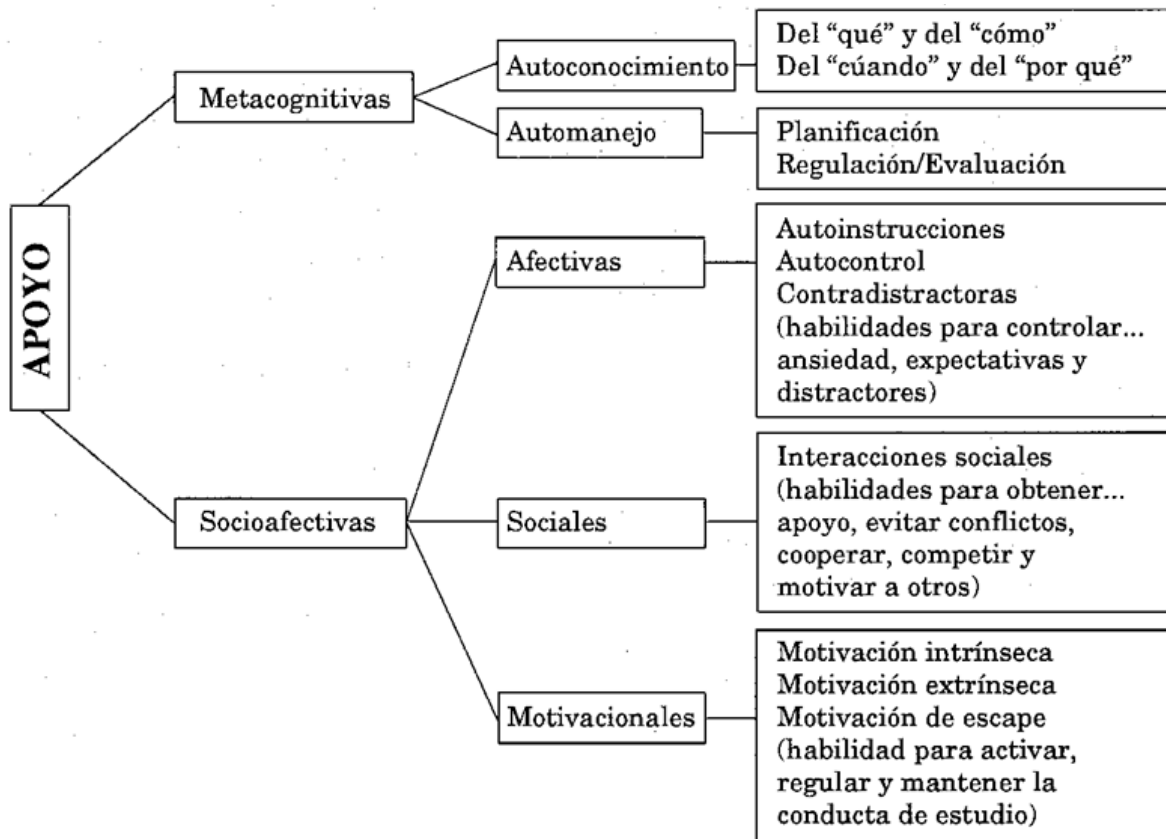 APOYO
Metacognitivas
Autoconocimiento
Del “qué” y del “cómo”
Del “cúando” y del “por qué”
Automanejo
Planificación
Regulación/Evaluación
Socioafectivas
Afectivas
Autoinstrucciones
Autocontrol
Contradistractoras
(habilidades para controlar...
ansiedad, expectativas y
distractores)
Sociales
Interacciones sociales
(habilidades para obtener...
apoyo, evitar conflictos,
cooperar, competir y
motivar a otros)
Motivacionales
Motivación intrínseca
Motivación extrínseca
Motivación de escape
(habilidad para activar,
regular y mantener la
conducta de estudio)